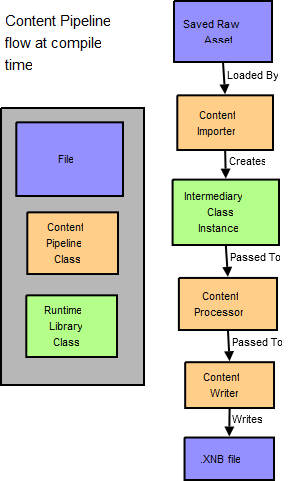 Content Pipeline
flow at compile
time
File
Content
Pipeline
Class
Runtime
Library
Class
Saved Raw
Asset
Loaded By
Content
Importer
Creates
Intermediary
Class
Instance
Passed To
Content
Processor
Passed To
Content
Writer
Writes
.XNB file